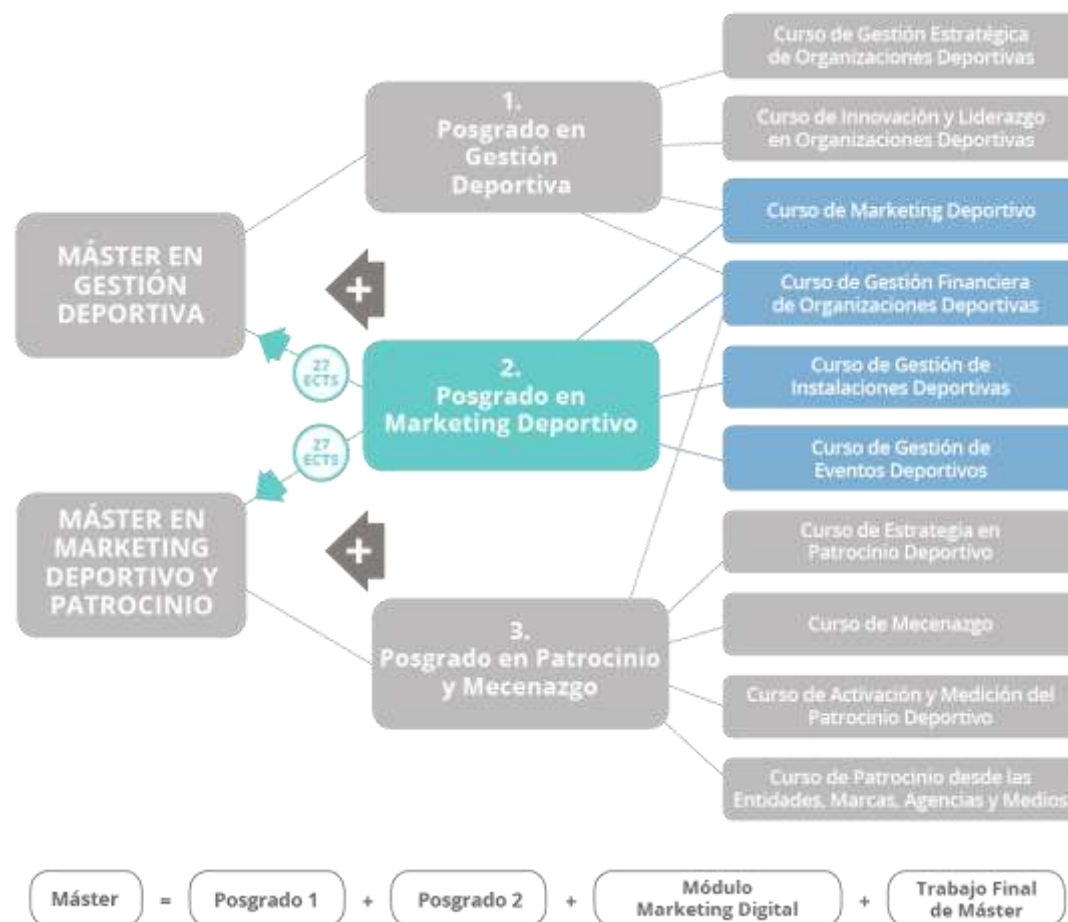 Curso de Gestión Estratégica
de Organizaciones Deportivas
1.
Posgrado en
Gestión
Deportiva
Curso de Innovación y Liderazgo
en Organizaciones Deportivas
Curso de Marketing Deportivo
MÁSTER EN
GESTIÓN
DEPORTIVA
+
Curso de Gestión Financiera
de Organizaciones Deportivas
27
ECTS
2.
Posgrado en
Marketing Deportivo
Curso de Gestión de
Instalaciones Deportivas
27
ECTS
Curso de Gestión de
Eventos Deportivos
MÁSTER EN
MARKETING
DEPORTIVO Y
PATROCINIO
+
Curso de Estrategia en
Patrocinio Deportivo
3.
Posgrado en Patrocinio
y Mecenazgo
Curso de Mecenazgo
Curso de Activación y Medición del
Patrocinio Deportivo
Curso de Patrocinio desde las
Entidades, Marcas, Agencias y Medios
Máster = Posgrado 1 + Posgrado 2 + Módulo
Marketing Digital + Trabajo Final
de Máster